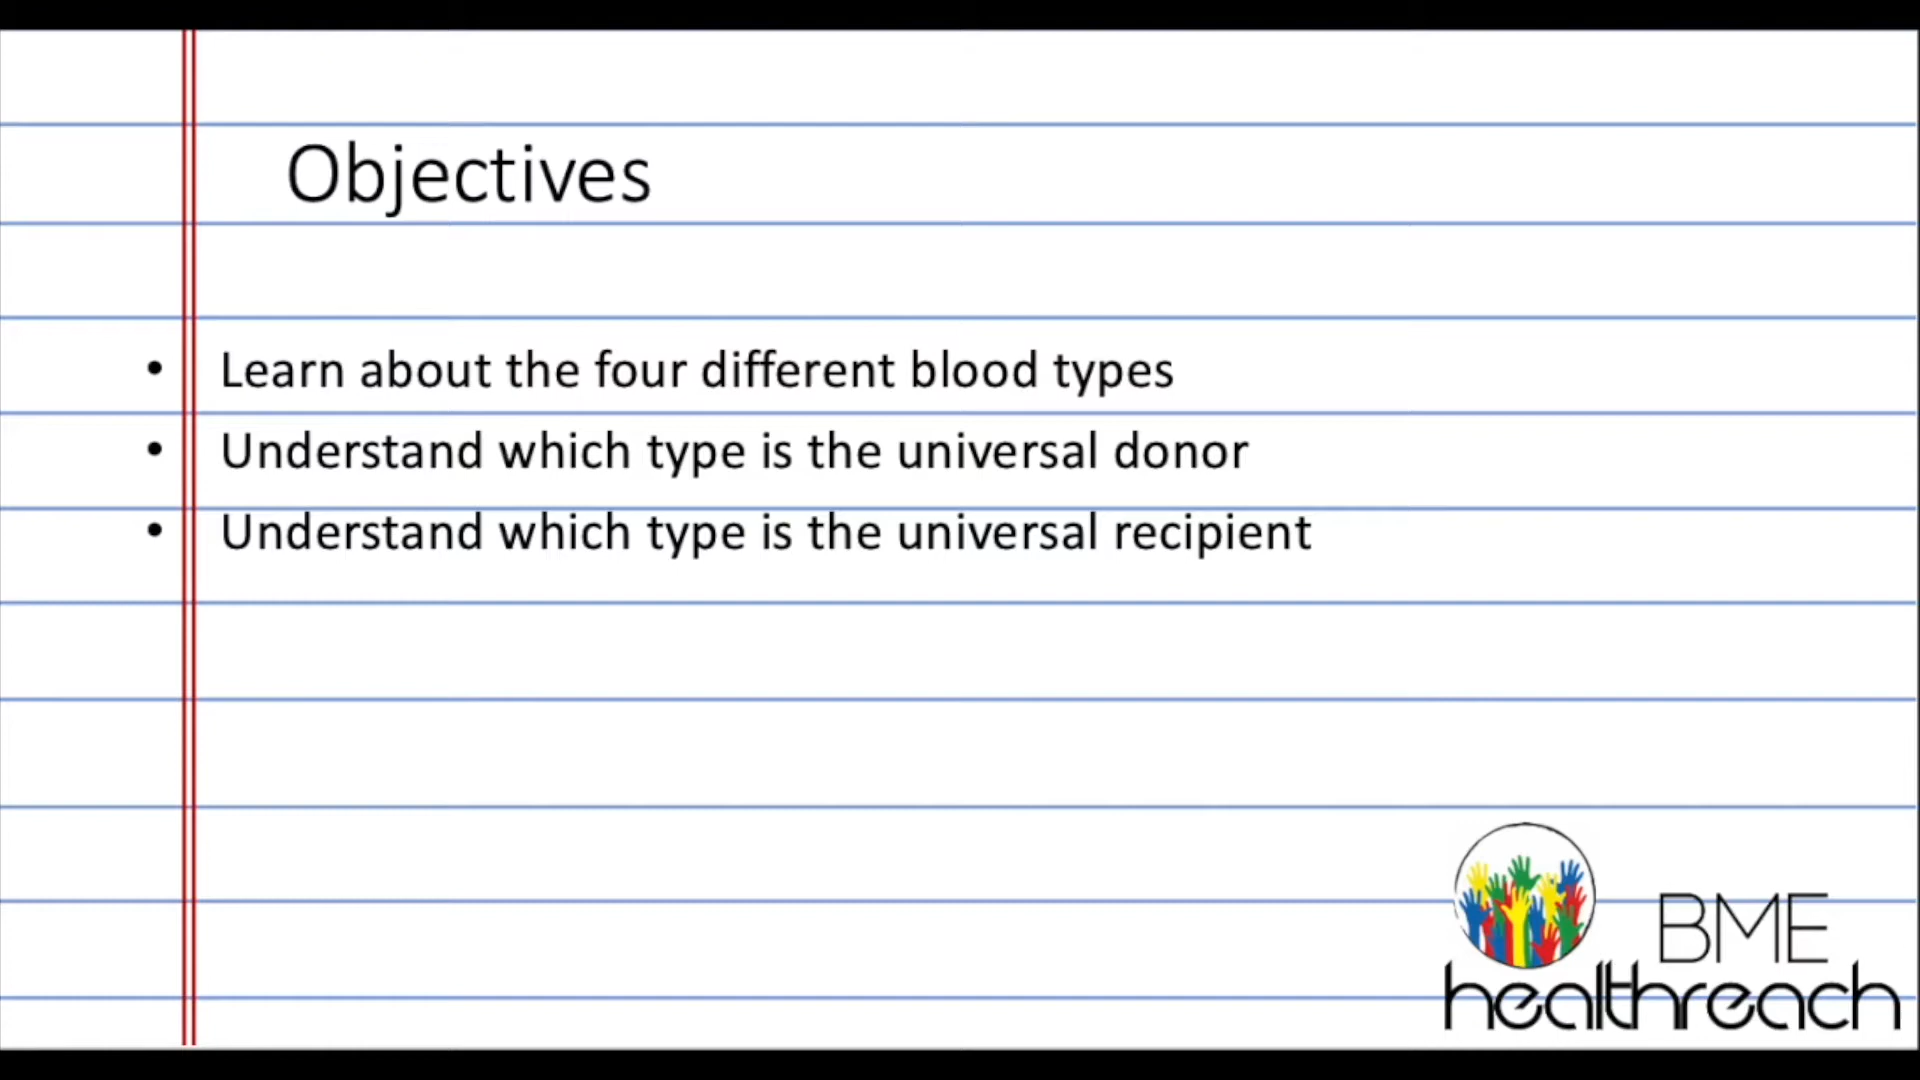 Objectives
• Learn about the four different blood types
• Understand which type is the universal donor
• Understand which type is the universal recipient
BME
healthreach